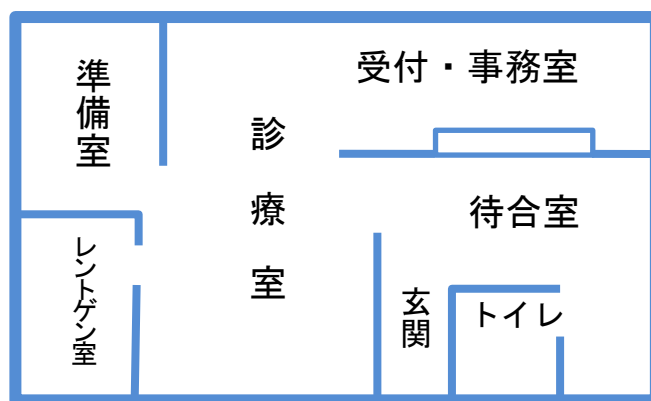 準備室
受付・事務室
診療室
待合室
レントゲン室
玄関
トイレ